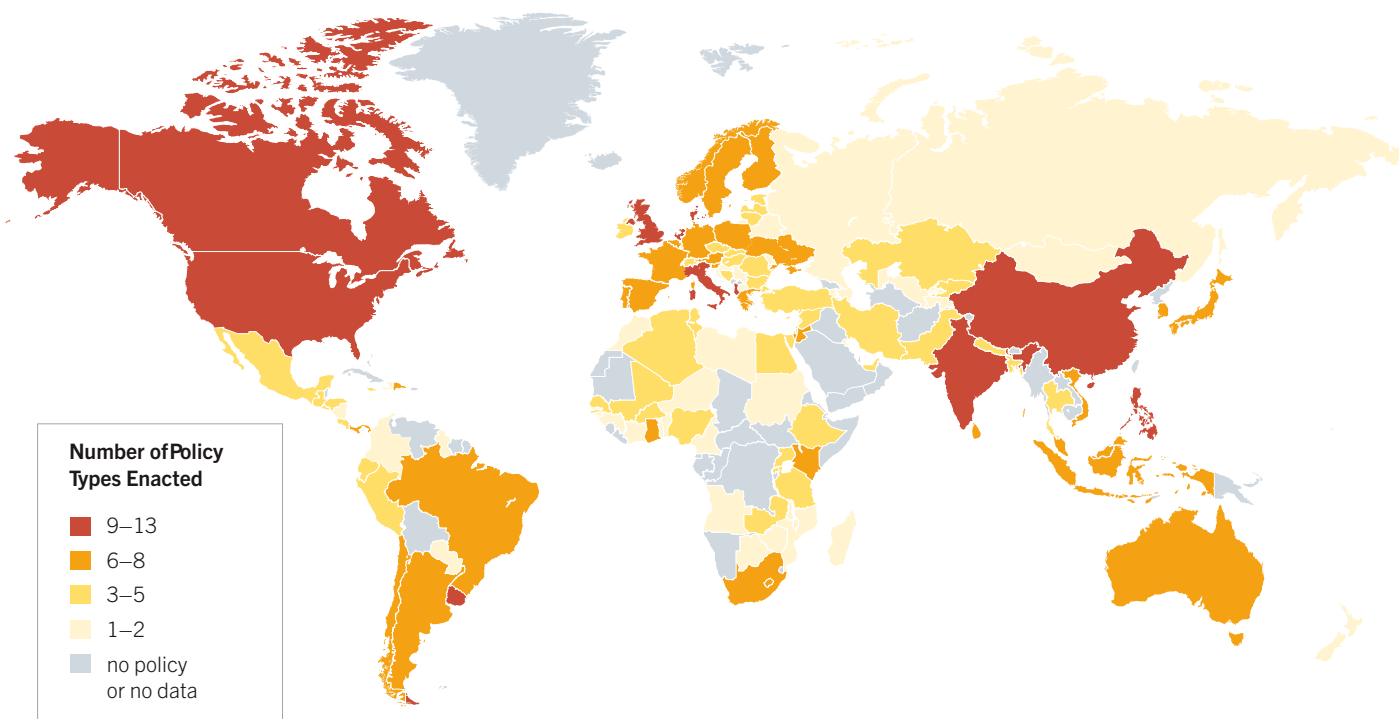 Number of Policy
Types Enacted
9–13
6–8
3–5
1–2
no policy
or no data